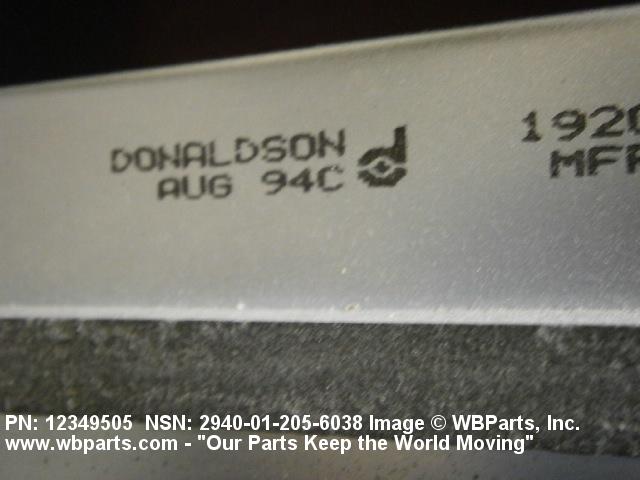 DONALDSON
AUG 94C
1920
MFR
PN: 12349505 NSN: 2940-01-205-6038 Image © WBParts, Inc.
www.wbparts.com - "Our Parts Keep the World Moving"